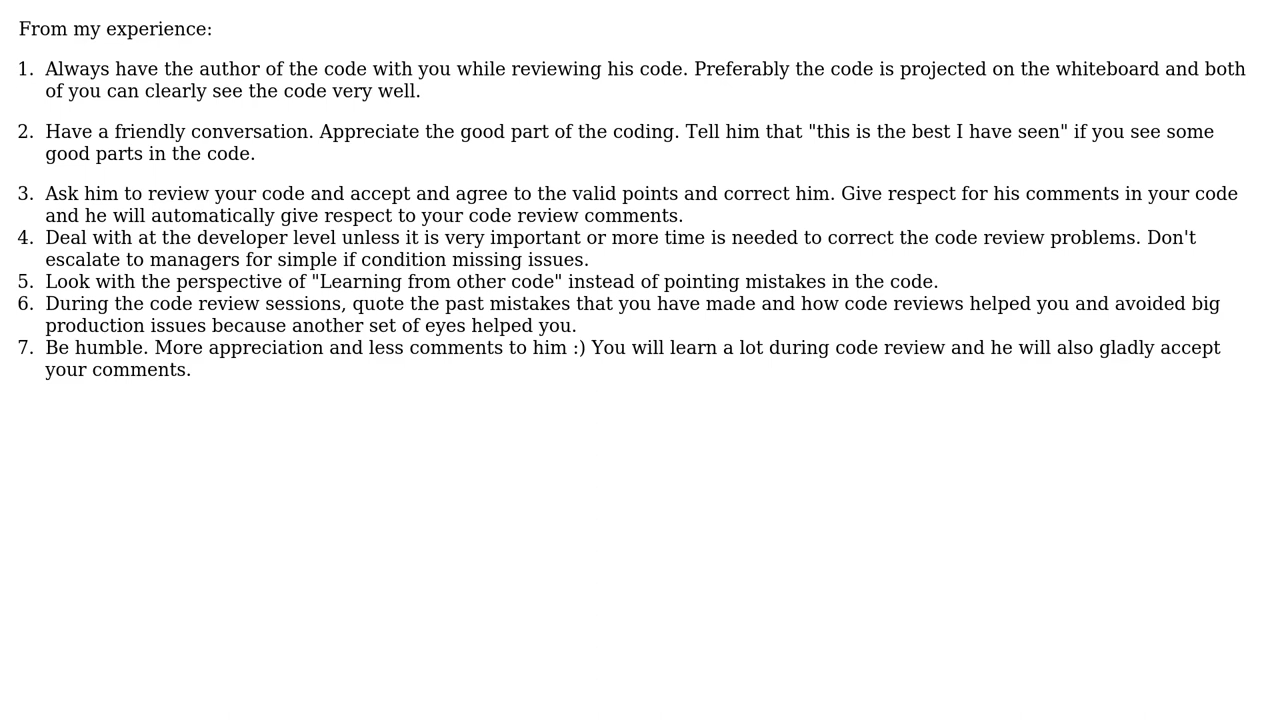 From my experience:
1. Always have the author of the code with you while reviewing his code. Preferably the code is projected on the whiteboard and both
of you can clearly see the code very well.
2. Have a friendly conversation. Appreciate the good part of the coding. Tell him that "this is the best I have seen" if you see some
good parts in the code.
3. Ask him to review your code and accept and agree to the valid points and correct him. Give respect for his comments in your code
and he will automatically give respect to your code review comments.
4. Deal with at the developer level unless it is very important or more time is needed to correct the code review problems. Don't
escalate to managers for simple if condition missing issues.
5. Look with the perspective of "Learning from other code" instead of pointing mistakes in the code.
6. During the code review sessions, quote the past mistakes that you have made and how code reviews helped you and avoided big
production issues because another set of eyes helped you.
7. Be humble. More appreciation and less comments to him :) You will learn a lot during code review and he will also gladly accept
your comments.